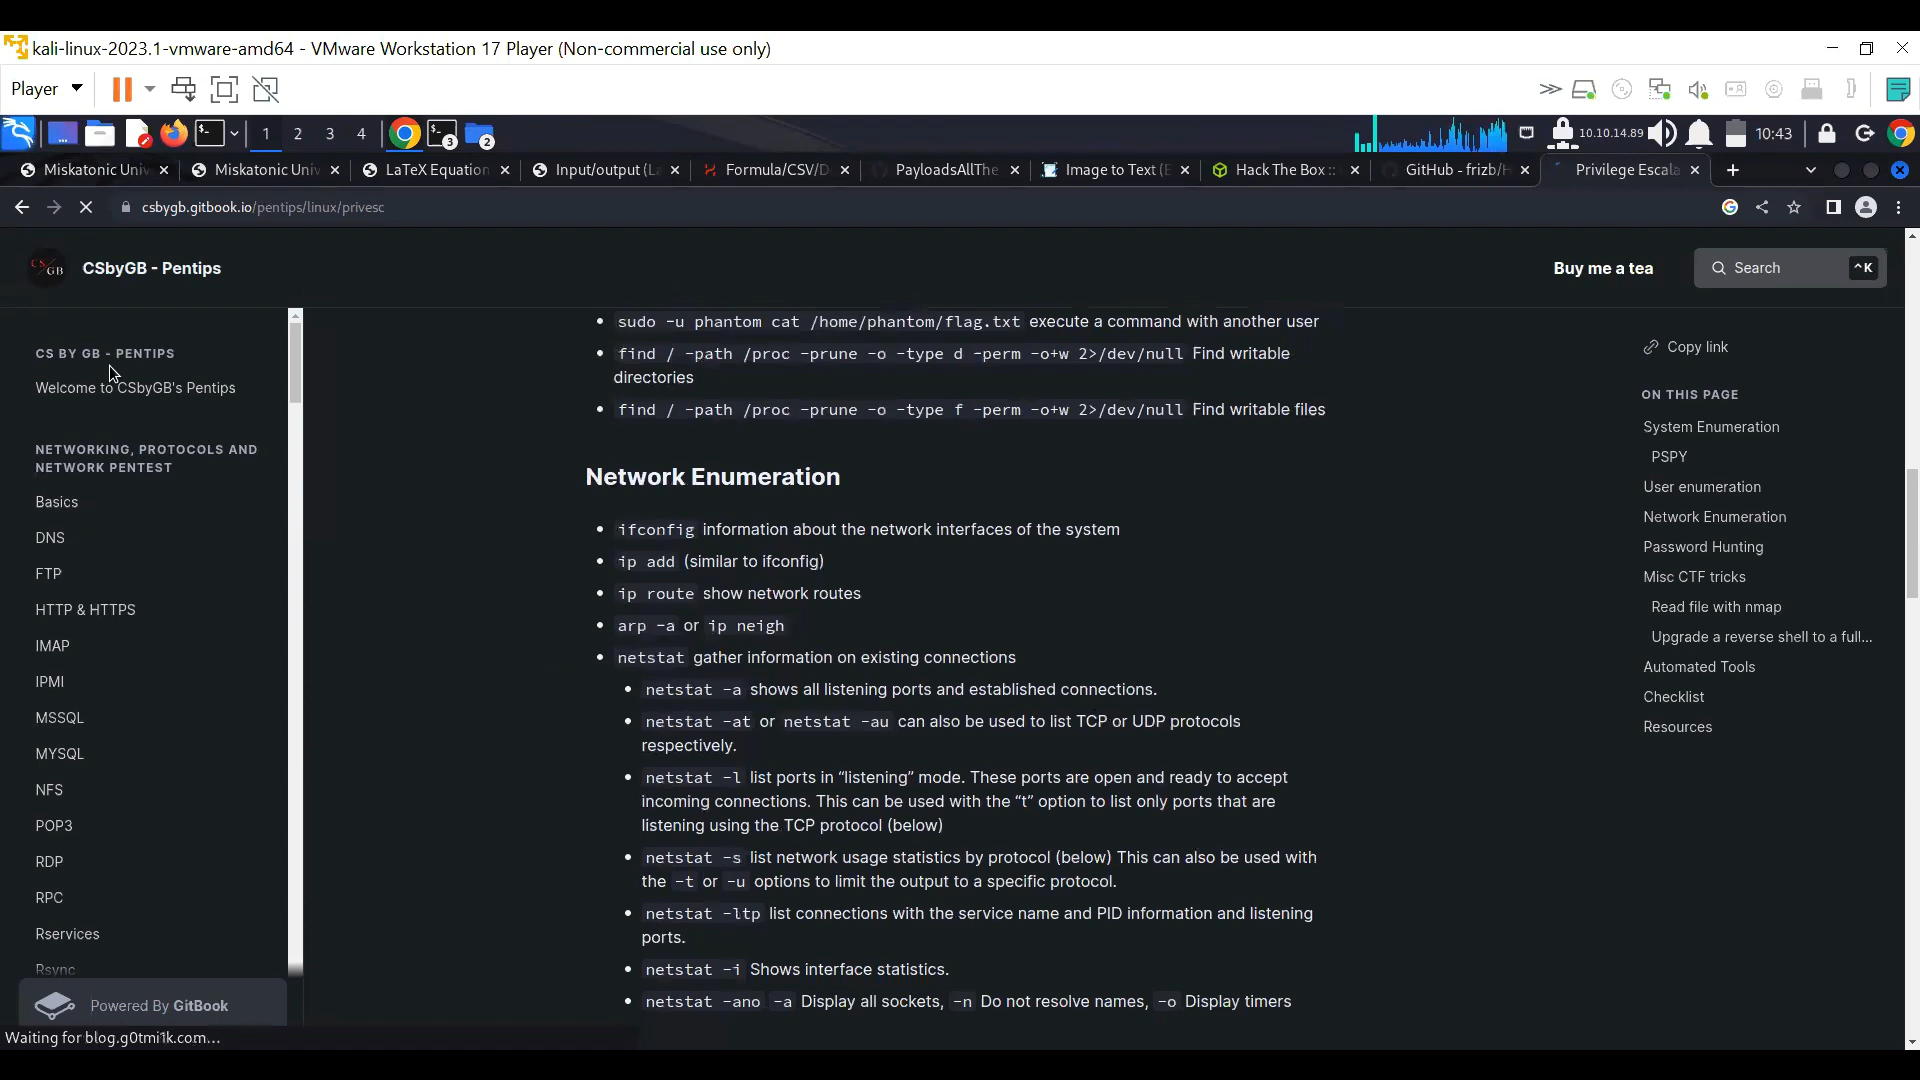 kali-linux-2023.1-vmware-amd64 - VMware Workstation 17 Player (Non-commercial use only)
Player
1 2 3 4 3 2 10.10.14.89 10:43
Miskatonic Univ
Miskatonic Univ
LaTeX Equation
Input/output (La
Formula/CSV/D
PayloadsAllThe
Image to Text (E
Hack The Box ::
GitHub - frizb/H
Privilege Escala
csbygb.gitbook.io/pentips/linux/privesc
CS GB
CSbyGB - Pentips
Buy me a tea
Search
^K
CS BY GB - PENTIPS
Welcome to CSbyGB's Pentips
NETWORKING, PROTOCOLS AND
NETWORK PENTEST
Basics
DNS
FTP
HTTP & HTTPS
IMAP
IPMI
MSSQL
MYSQL
NFS
POP3
RDP
RPC
Rservices
Rsync
Powered By GitBook
Waiting for blog.g0tmi1k.com...
• sudo -u phantom cat /home/phantom/flag.txt execute a command with another user
• find / -path /proc -prune -o -type d -perm -o+w 2>/dev/null Find writable
directories
• find / -path /proc -prune -o -type f -perm -o+w 2>/dev/null Find writable files
Network Enumeration
• ifconfig information about the network interfaces of the system
• ip add (similar to ifconfig)
• ip route show network routes
• arp -a or ip neigh
• netstat gather information on existing connections
• netstat -a shows all listening ports and established connections.
• netstat -at or netstat -au can also be used to list TCP or UDP protocols
respectively.
• netstat -l list ports in “listening” mode. These ports are open and ready to accept
incoming connections. This can be used with the “t” option to list only ports that are
listening using the TCP protocol (below)
• netstat -s list network usage statistics by protocol (below) This can also be used with
the -t or -u options to limit the output to a specific protocol.
• netstat -ltp list connections with the service name and PID information and listening
ports.
• netstat -i Shows interface statistics.
• netstat -ano -a Display all sockets, -n Do not resolve names, -o Display timers
Copy link
ON THIS PAGE
System Enumeration
PSPY
User enumeration
Network Enumeration
Password Hunting
Misc CTF tricks
Read file with nmap
Upgrade a reverse shell to a full...
Automated Tools
Checklist
Resources